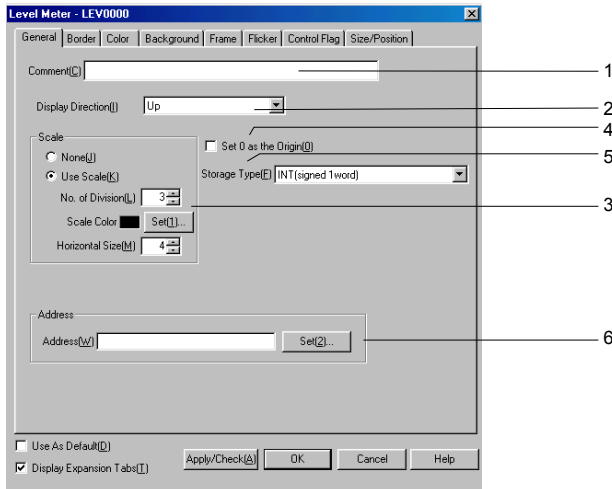 Level Meter - LEV0000
General Border Color Background Frame Flicker Control Flag Size/Position
Comment(C) 1
Display Direction(I) Up 2
4
Scale
None(J) Set 0 as the Origin(0)
5
Use Scale(K) Storage Type(F) INT(signed 1word)
No. of Division(L) 3 3
Scale Color Set(1)...
Horizontal Size(M) 4
Address
Address(W) Set(2)... 6
Use As Default(D)
Display Expansion Tabs(T) Apply/Check(A) OK Cancel Help